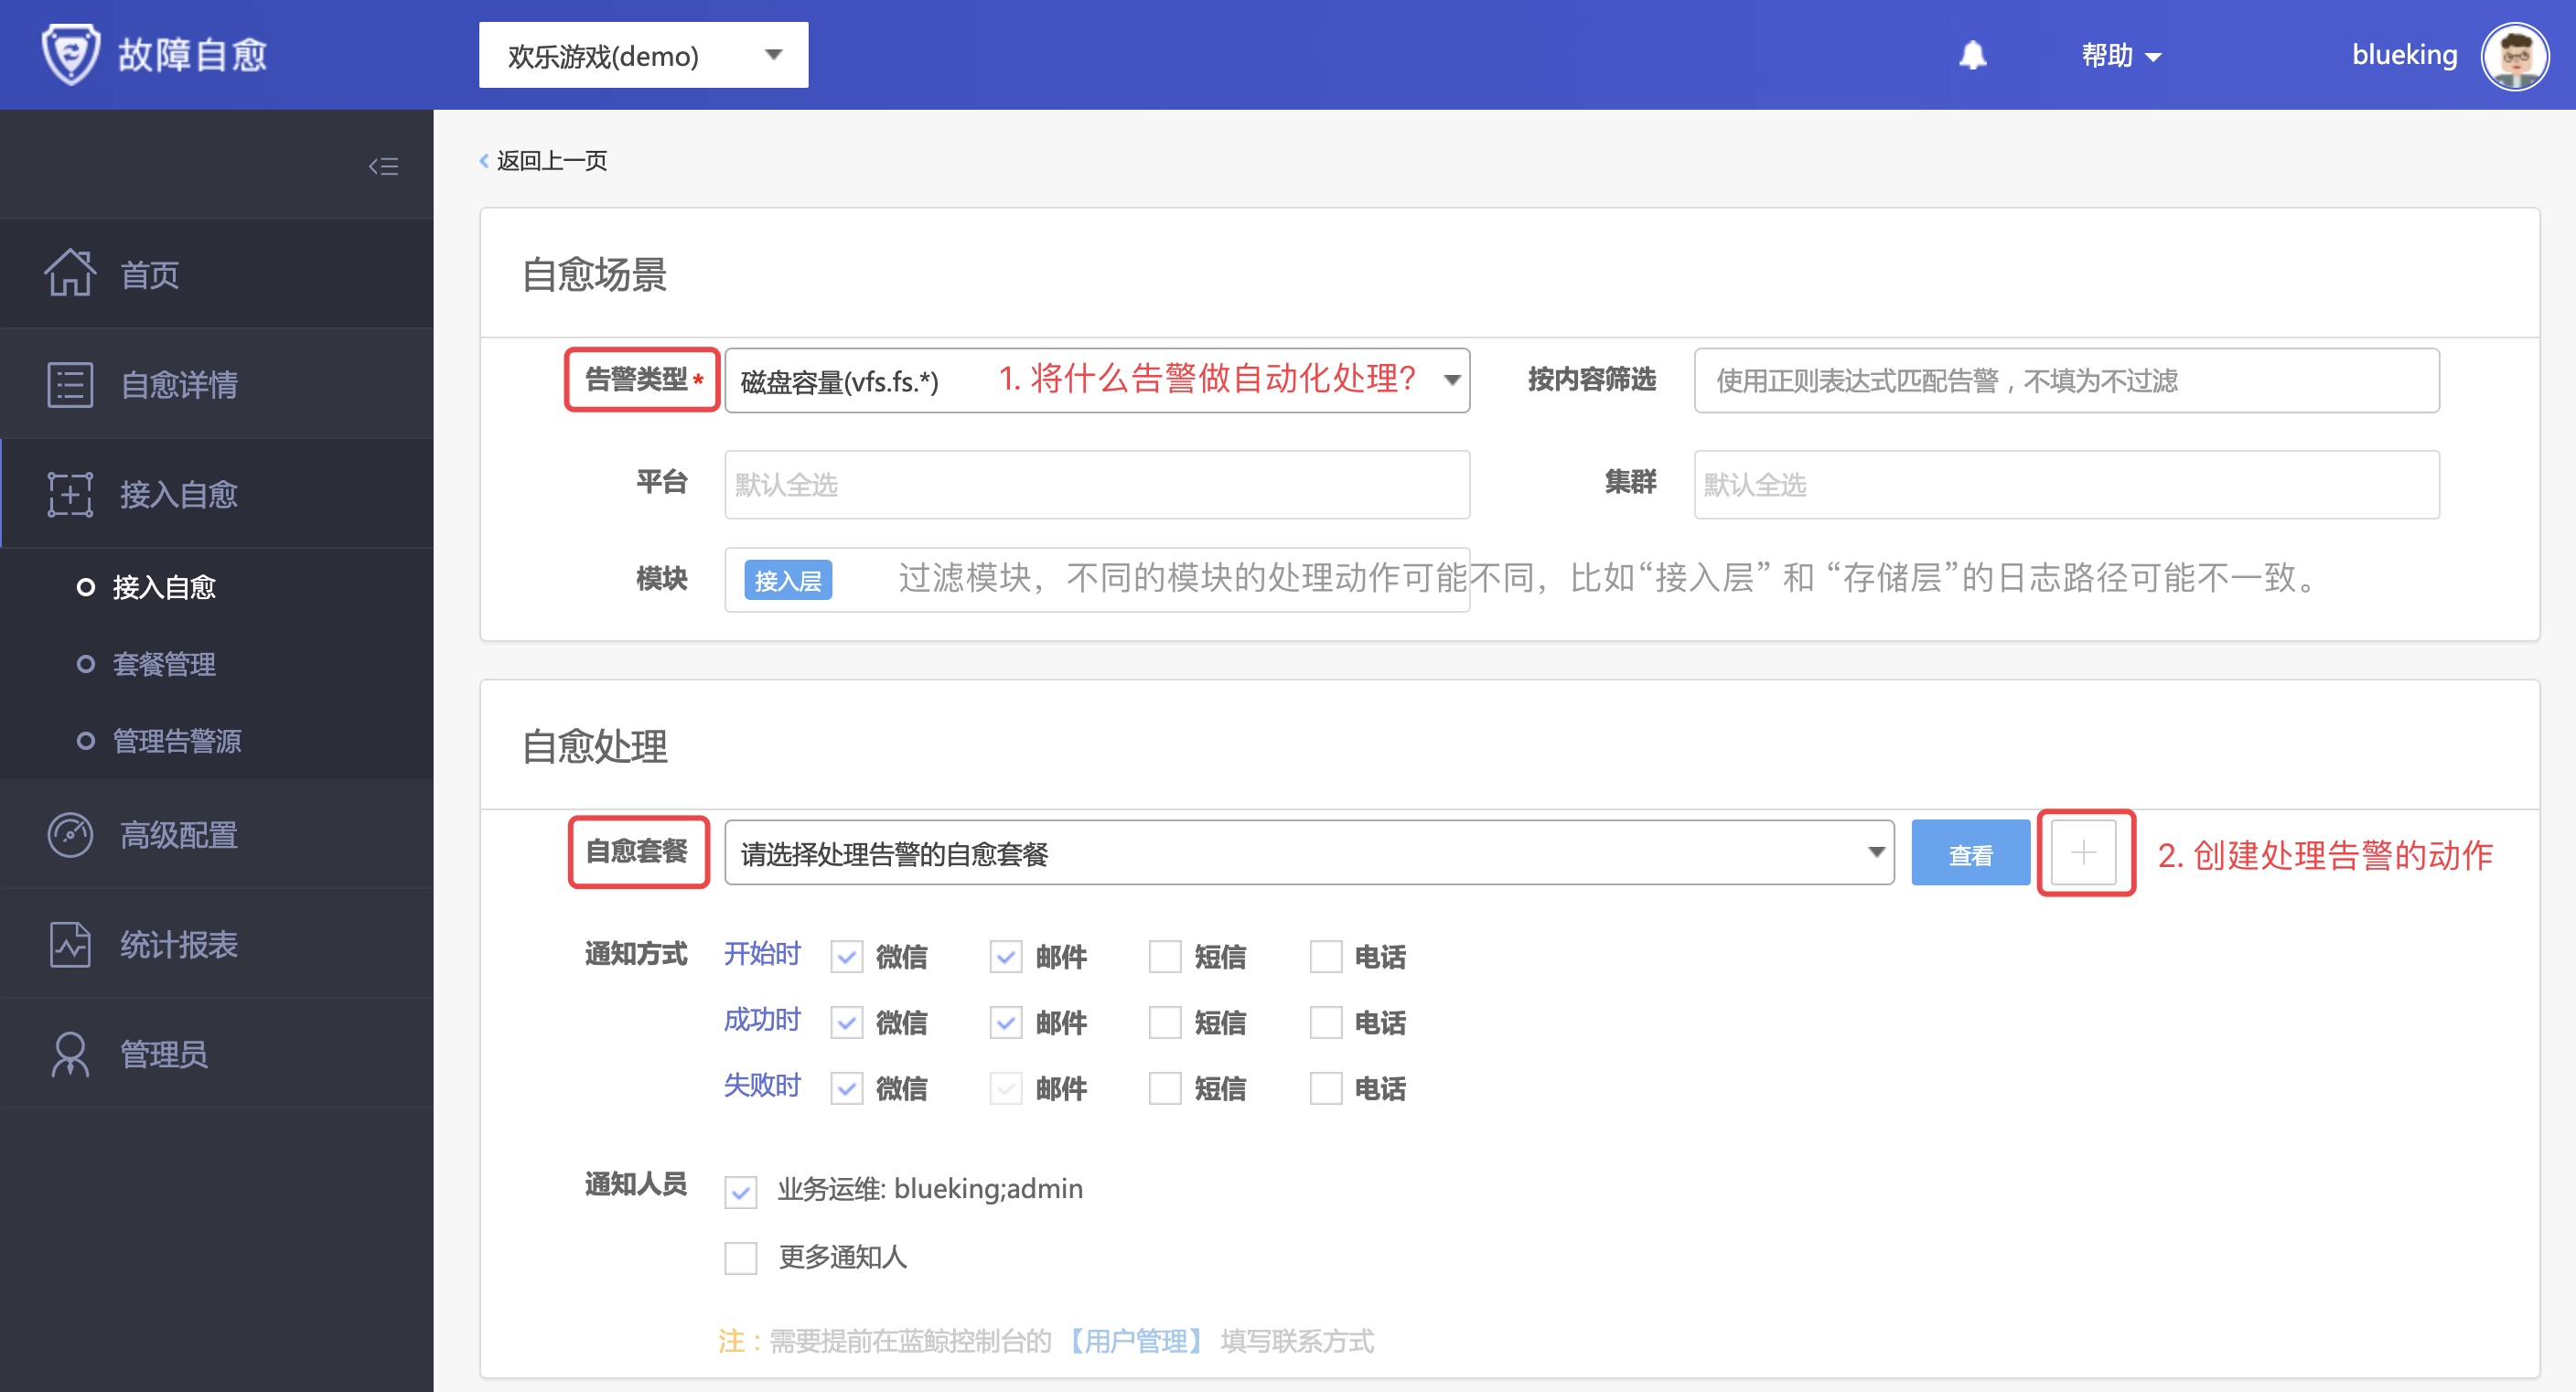 故障自愈
欢乐游戏(demo)
帮助
blueking
首页
自愈详情
接入自愈
接入自愈
套餐管理
管理告警源
高级配置
统计报表
管理员
返回上一页
自愈场景
告警类型* 磁盘容量(vfs.fs.*) 1. 将什么告警做自动化处理? 按内容筛选 使用正则表达式匹配告警，不填为不过滤
平台 默认全选 集群 默认全选
模块 接入层 过滤模块，不同的模块的处理动作可能不同，比如“接入层” 和 “存储层”的日志路径可能不一致。
自愈处理
自愈套餐 请选择处理告警的自愈套餐 查看 2. 创建处理告警的动作
通知方式 开始时 微信 邮件 短信 电话
成功时 微信 邮件 短信 电话
失败时 微信 邮件 短信 电话
通知人员 业务运维: blueking;admin
更多通知人
注：需要提前在蓝鲸控制台的 【用户管理】 填写联系方式